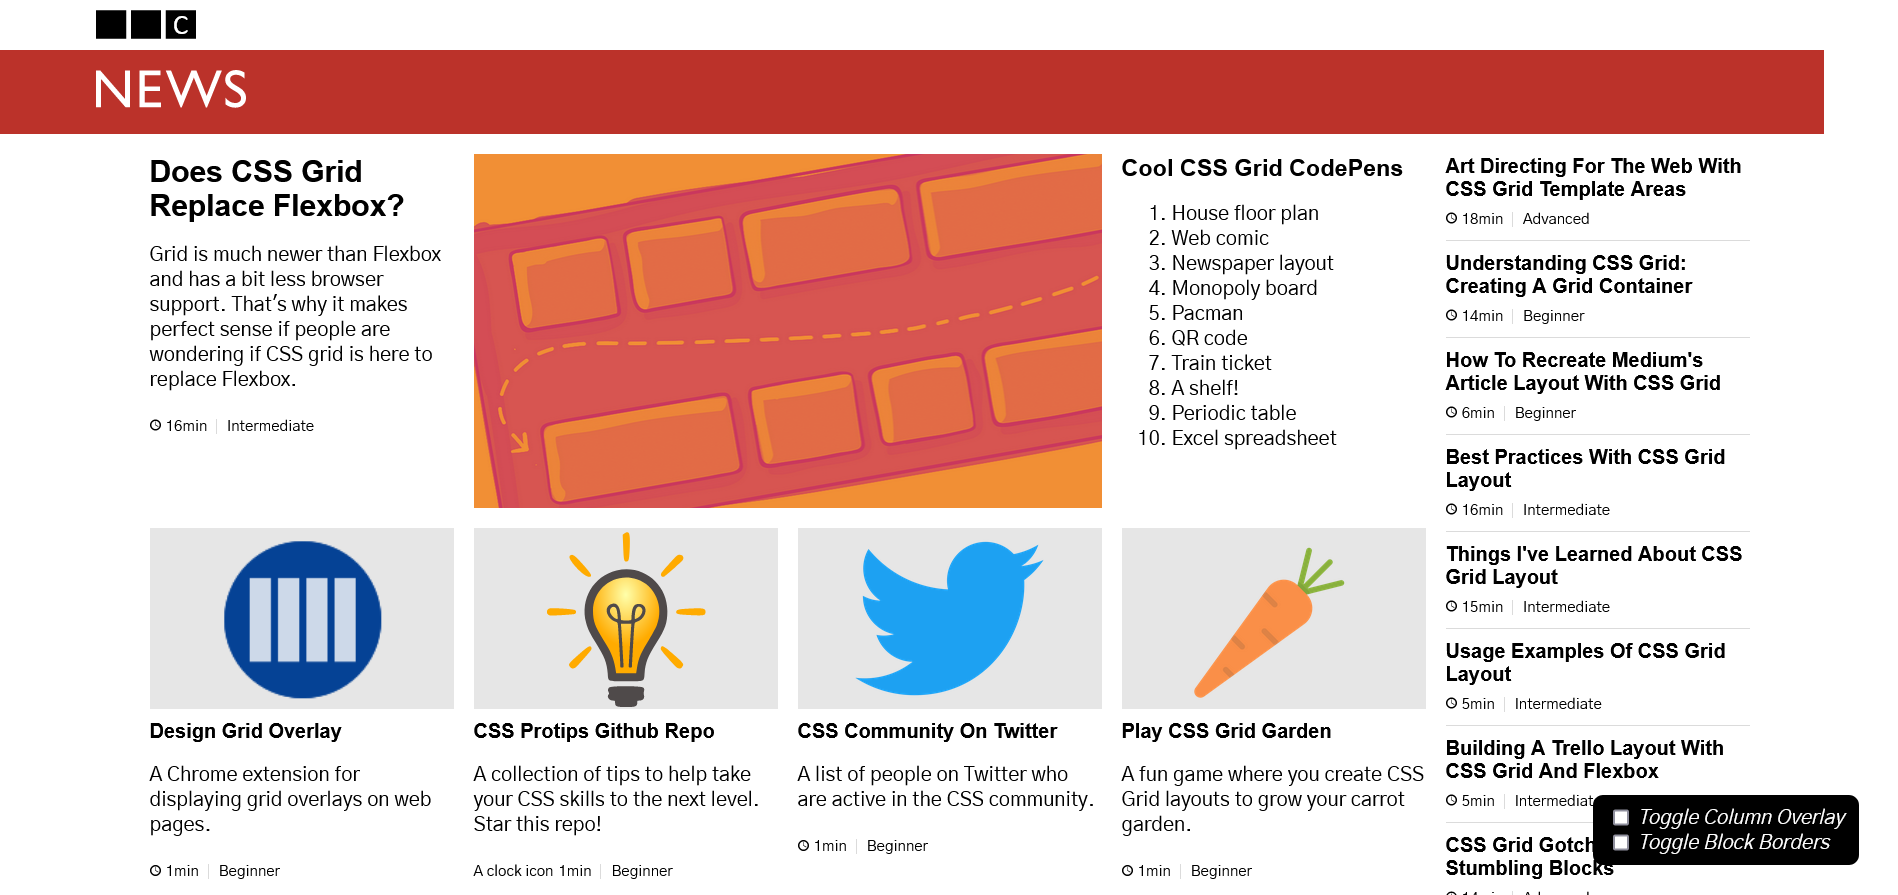 C
NEWS
Does CSS Grid
Replace Flexbox?
Grid is much newer than Flexbox
and has a bit less browser
support. That's why it makes
perfect sense if people are
wondering if CSS grid is here to
replace Flexbox.
16min Intermediate
Cool CSS Grid CodePens
1. House floor plan
2. Web comic
3. Newspaper layout
4. Monopoly board
5. Pacman
6. QR code
7. Train ticket
8. A shelf!
9. Periodic table
10. Excel spreadsheet
Design Grid Overlay
A Chrome extension for
displaying grid overlays on web
pages.
1min Beginner
CSS Protips Github Repo
A collection of tips to help take
your CSS skills to the next level.
Star this repo!
A clock icon 1min Beginner
CSS Community On Twitter
A list of people on Twitter who
are active in the CSS community.
1min Beginner
Play CSS Grid Garden
A fun game where you create CSS
Grid layouts to grow your carrot
garden.
1min Beginner
Art Directing For The Web With
CSS Grid Template Areas
18min Advanced
Understanding CSS Grid:
Creating A Grid Container
14min Beginner
How To Recreate Medium's
Article Layout With CSS Grid
6min Beginner
Best Practices With CSS Grid
Layout
16min Intermediate
Things I've Learned About CSS
Grid Layout
15min Intermediate
Usage Examples Of CSS Grid
Layout
5min Intermediate
Building A Trello Layout With
CSS Grid And Flexbox
5min Intermediat
CSS Grid Gotch
Stumbling Blocks
Toggle Column Overlay
Toggle Block Borders